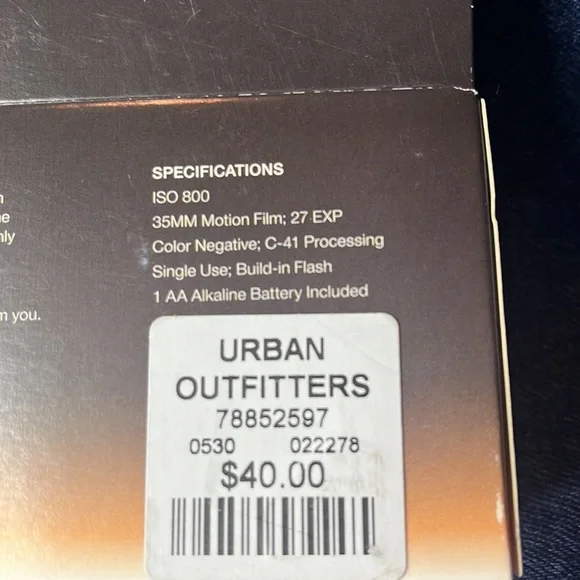 SPECIFICATIONS
ISO 800
35MM Motion Film; 27 EXP
Color Negative; C-41 Processing
Single Use; Build-in Flash
1 AA Alkaline Battery Included
m you.
URBAN
OUTFITTERS
78852597
0530 022278
$40.00